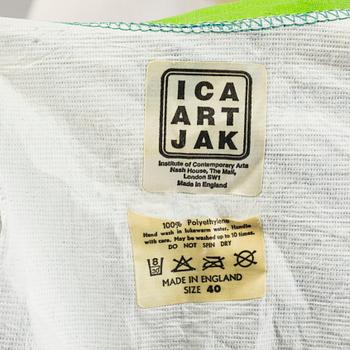 ICA
ART
JAK
Institute of Contemporary Arts
Nash House, The Mall,
London SW1
Made in England
100% Polyethylene
Hand wash in lukewarm water. Handle
with care. May be washed up to 10 times.
DO NOT SPIN DRY
8
MADE IN ENGLAND
SIZE 40